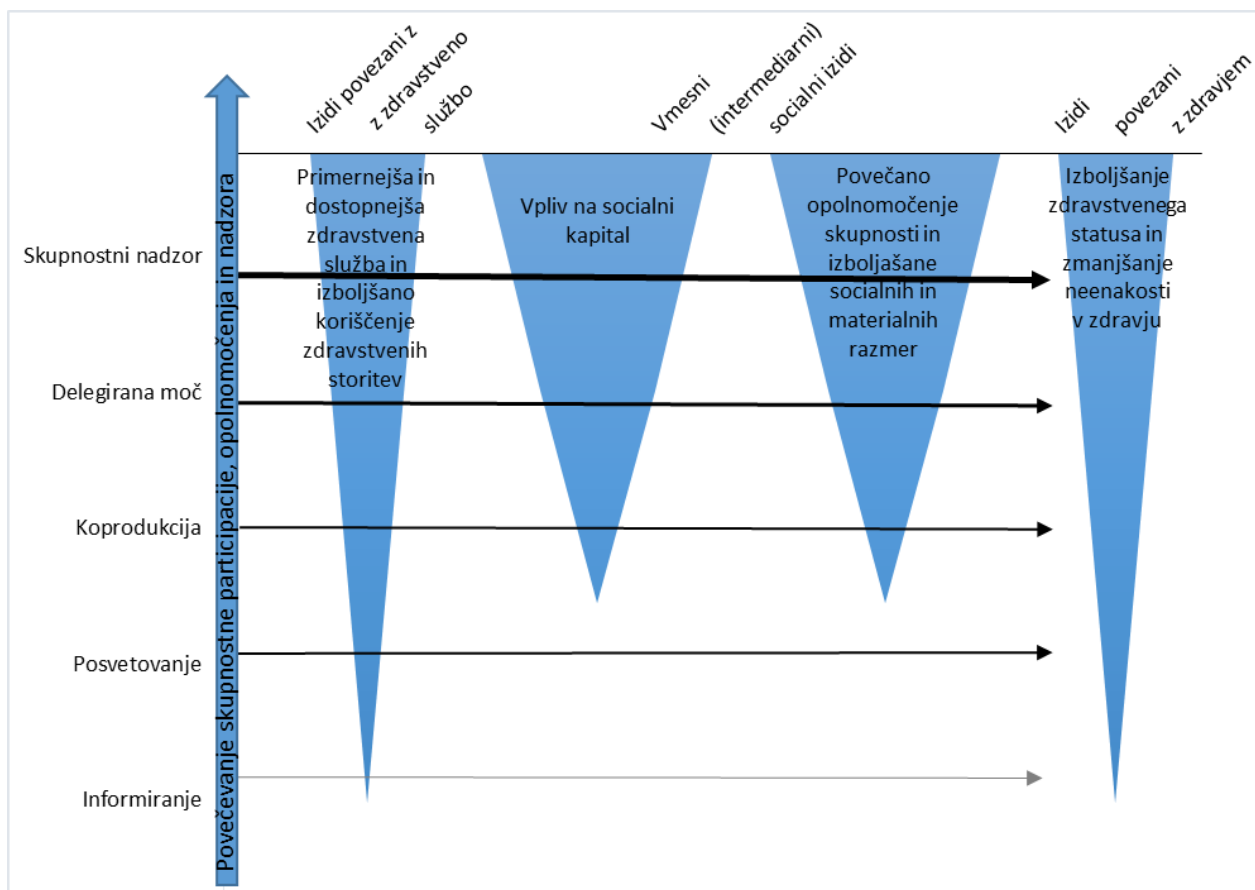 Izidi povezani z
z zdravstveno
službo
Vmesni
(intermediarni)
socialni izidi
Izidi
povezani
z zdravjem
Povečevanje skupnostne participacije, opolnomočenja in nadzora
Skupnostni nadzor
Delegirana moč
Koprodukcija
Posvetovanje
Informiranje
Primernejša in
dostopnejša
zdravstvena
služba in
izboljšano
koriščenje
zdravstvenih
storitev
Vpliv na socialni
kapital
Povečano
opolnomočenje
skupnosti in
izboljašane
socialnih in
materialnih
razmer
Izboljšanje
zdravstvenega
statusa in
zmanjšanje
neenakosti
v zdravju